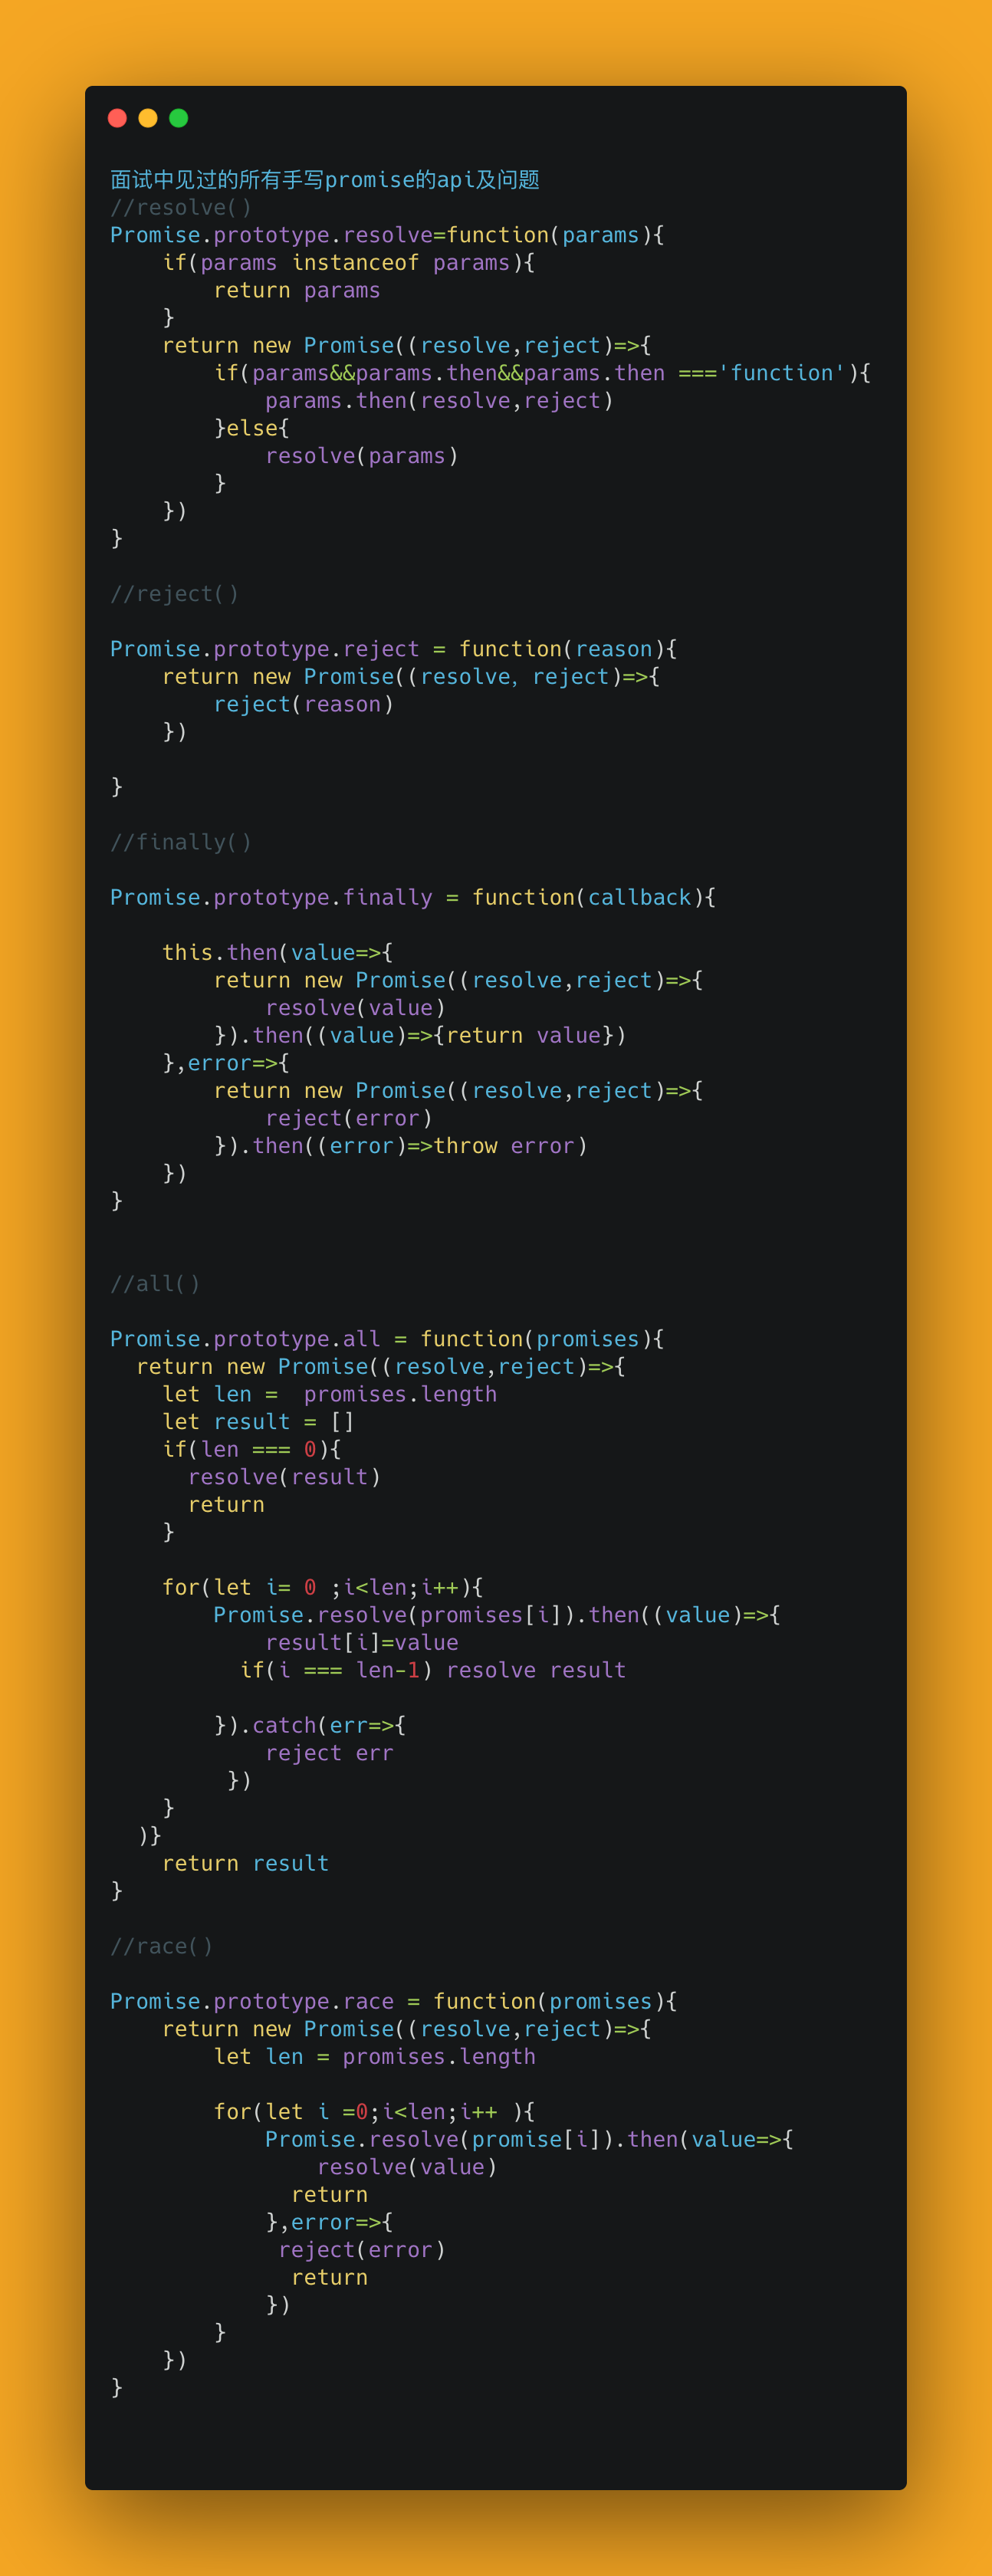 面试中见过的所有手写promise的api及问题
//resolve()
Promise.prototype.resolve=function(params){
    if(params instanceof params){
        return params
    }
    return new Promise((resolve,reject)=>{
        if(params&&params.then&&params.then ==='function'){
            params.then(resolve,reject)
        }else{
            resolve(params)
        }
    })
}

//reject()

Promise.prototype.reject = function(reason){
    return new Promise((resolve, reject)=>{
        reject(reason)
    })

}

//finally()

Promise.prototype.finally = function(callback){

    this.then(value=>{
        return new Promise((resolve,reject)=>{
            resolve(value)
        }).then((value)=>{return value})
    },error=>{
        return new Promise((resolve,reject)=>{
            reject(error)
        }).then((error)=>throw error)
    })
}


//all()

Promise.prototype.all = function(promises){
  return new Promise((resolve,reject)=>{
    let len =  promises.length
    let result = []
    if(len === 0){
      resolve(result)
      return
    }

    for(let i= 0 ;i<len;i++){
        Promise.resolve(promises[i]).then((value)=>{
            result[i]=value
          if(i === len-1) resolve result

        }).catch(err=>{
            reject err
         })
    }
  )}
    return result
}

//race()

Promise.prototype.race = function(promises){
    return new Promise((resolve,reject)=>{
        let len = promises.length

        for(let i =0;i<len;i++ ){
            Promise.resolve(promise[i]).then(value=>{
                resolve(value)
              return
            },error=>{
             reject(error)
              return
            })
        }
    })
}